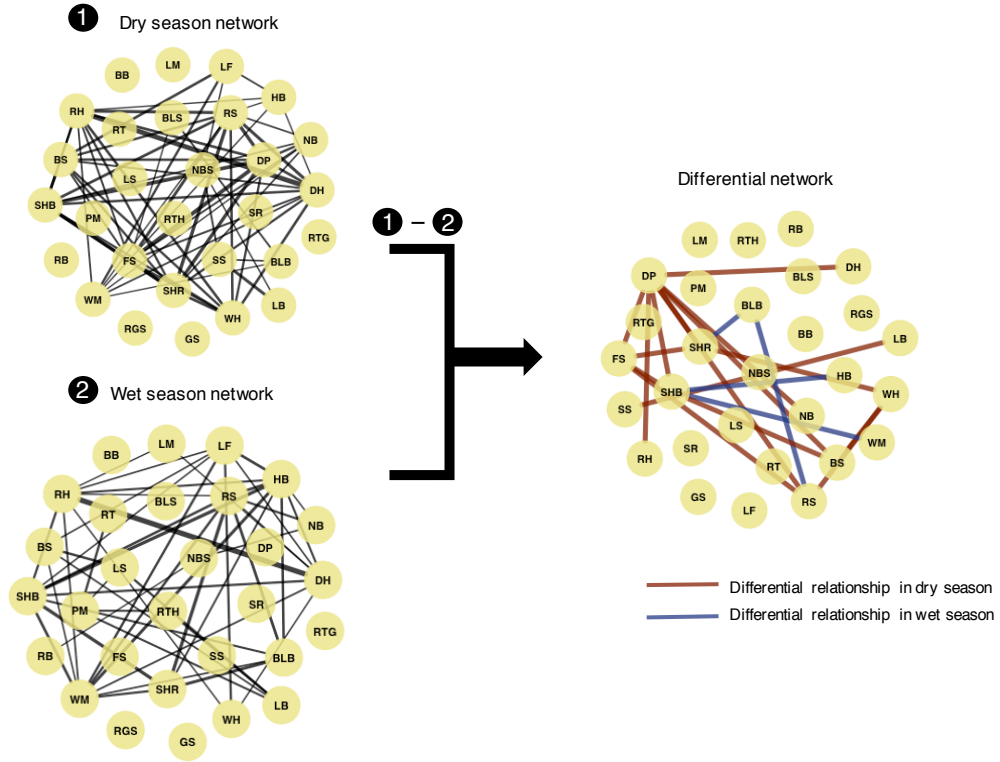 1 Dry season network
BB
LM
LF
HB
RH
RT
BLS
RS
NB
BS
LS
NBS
DP
DH
SHB
PM
RTH
SR
RTG
RB
FS
SS
BLB
WM
SHR
WH
LB
RGS
GS
2 Wet season network
BB
LM
LF
HB
RH
RT
BLS
RS
NB
BS
LS
NBS
DP
DH
SHB
PM
RTH
SR
RTG
RB
FS
SS
BLB
WM
SHR
WH
LB
RGS
GS
1 – 2
Differential network
LM
RTH
RB
DP
PM
BLS
DH
RTG
BLB
BB
RGS
FS
SHR
NBS
LB
SS
SHB
HB
WH
LS
NB
WM
RH
SR
RT
BS
GS
LF
RS
Differential relationship in dry season
Differential relationship in wet season